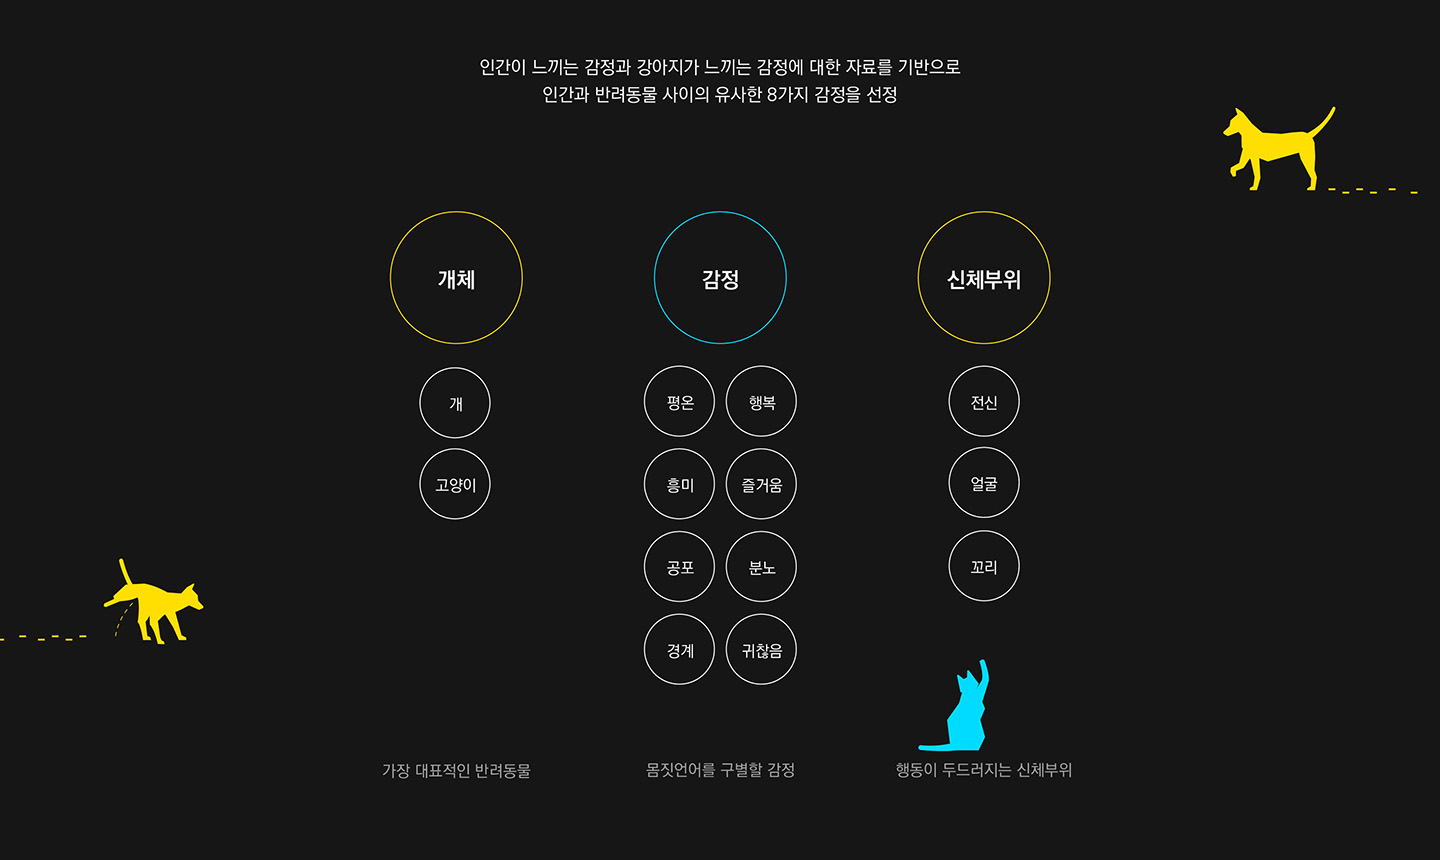 인간이 느끼는 감정과 강아지가 느끼는 감정에 대한 자료를 기반으로
인간과 반려동물 사이의 유사한 8가지 감정을 선정
개체
개
고양이
가장 대표적인 반려동물
감정
평온
행복
흥미
즐거움
공포
분노
경계
귀찮음
몸짓언어를 구별할 감정
신체부위
전신
얼굴
꼬리
행동이 두드러지는 신체부위